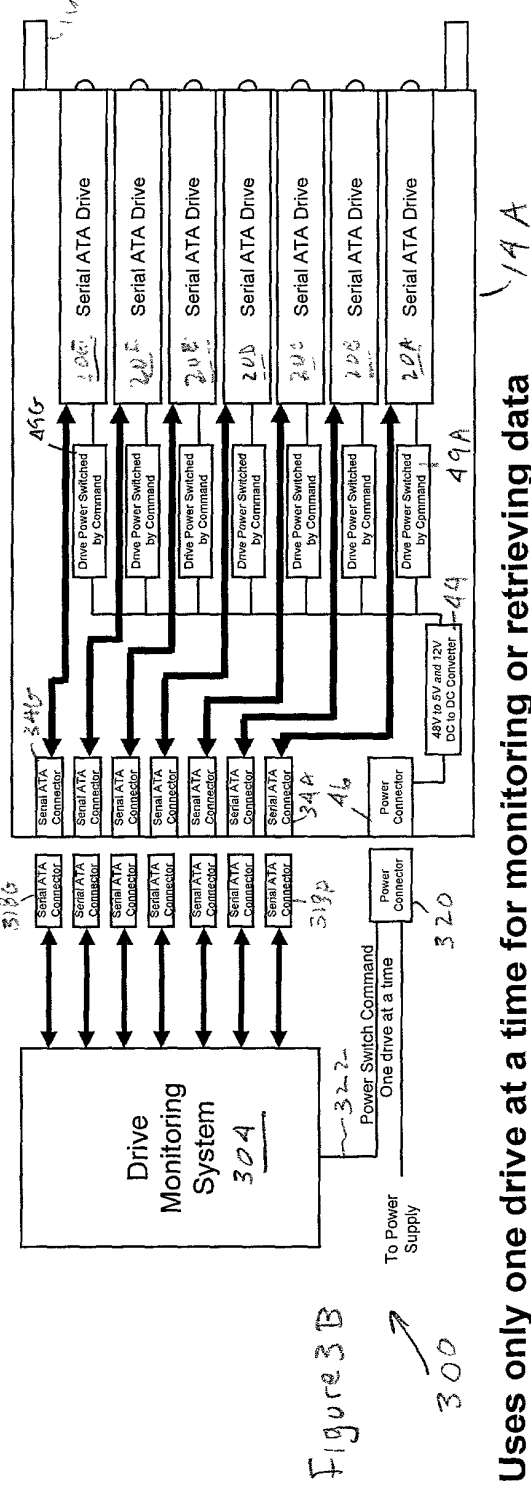 Drive
Monitoring
System
304
318G
Serial ATA
Connector
Serial ATA
Connector
Serial ATA
Connector
Serial ATA
Connector
Serial ATA
Connector
Serial ATA
Connector
Serial ATA
Connector
34G
Serial ATA
Connector
Serial ATA
Connector
Serial ATA
Connector
Serial ATA
Connector
Serial ATA
Connector
Serial ATA
Connector
Serial ATA
Connector
34A
49G
Drive Power Switched
by Command
Drive Power Switched
by Command
Drive Power Switched
by Command
Drive Power Switched
by Command
Drive Power Switched
by Command
Drive Power Switched
by Command
Drive Power Switched
by Command
49A
Serial ATA Drive
Serial ATA Drive
20E Serial ATA Drive
20D Serial ATA Drive
Serial ATA Drive
Serial ATA Drive
20A Serial ATA Drive
322
Power Switch Command
One drive at a time
To Power
Supply
Power
Connector
320
46
Power
Connector
48V to 5V and 12V
DC to DC Converter
44
14A
Figure 3B
300
Uses only one drive at a time for monitoring or retrieving data